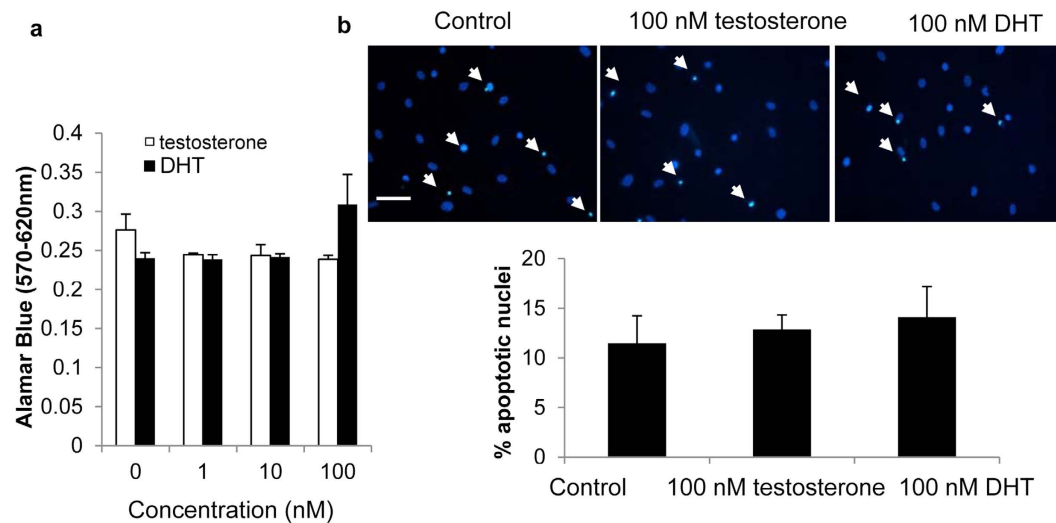 a
Alamar Blue (570-620nm)
0.4
0.35
0.3
0.25
0.2
0.15
0.1
0.05
0
testosterone
DHT
0 1 10 100
Concentration (nM)
b
Control 100 nM testosterone 100 nM DHT
% apoptotic nuclei
20
15
10
5
0
Control 100 nM testosterone 100 nM DHT